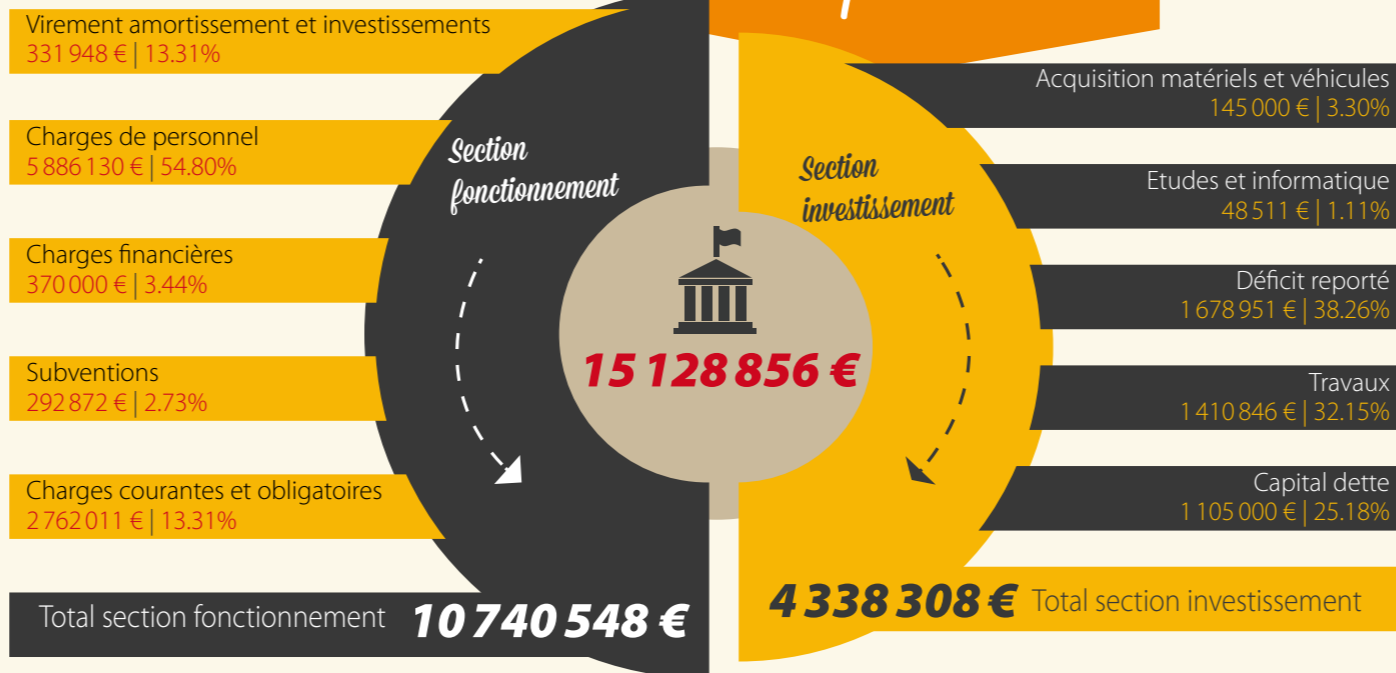 Virement amortissement et investissements
331 948 € | 13.31%
Charges de personnel
5 886 130 € | 54.80%
Charges financières
370 000 € | 3.44%
Subventions
292 872 € | 2.73%
Charges courantes et obligatoires
2 762 011 € | 13.31%
Total section fonctionnement 10 740 548 €
Section
fonctionnement
15 128 856 €
Section
investissement
Acquisition matériels et véhicules
145 000 € | 3.30%
Etudes et informatique
48 511 € | 1.11%
Déficit reporté
1 678 951 € | 38.26%
Travaux
1 410 846 € | 32.15%
Capital dette
1 105 000 € | 25.18%
4 338 308 € Total section investissement